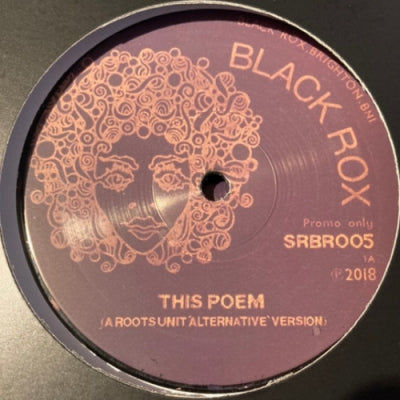 BLACK ROX, BRIGHTON, BN1
BLACK ROX
Promo only
SRBR005
1A
℗ 2018
THIS POEM
(A ROOTS UNIT 'ALTERNATIVE' VERSION)